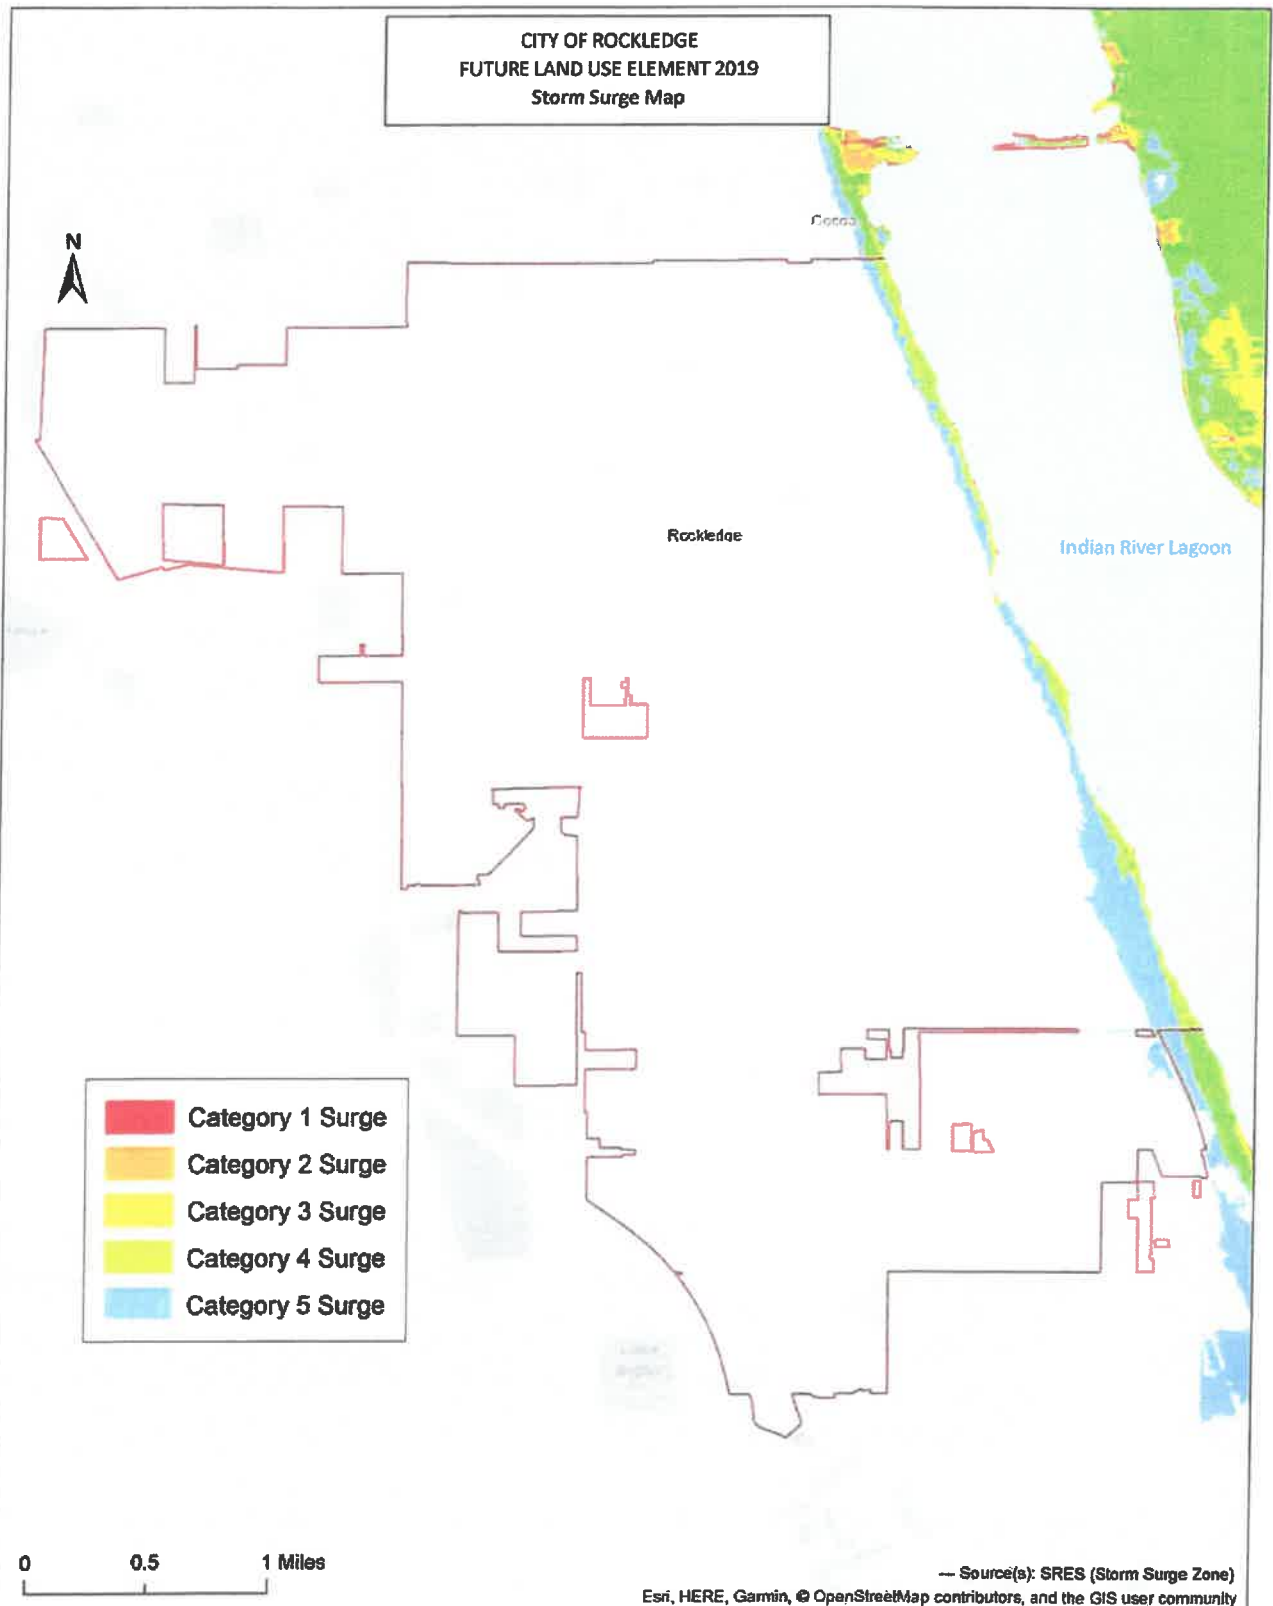 CITY OF ROCKLEDGE
FUTURE LAND USE ELEMENT 2019
Storm Surge Map
Cocoa
N
Rockledge
Indian River Lagoon
Category 1 Surge
Category 2 Surge
Category 3 Surge
Category 4 Surge
Category 5 Surge
0 0.5 1 Miles
— Source(s): SRES (Storm Surge Zone)
Esri, HERE, Garmin, © OpenStreetMap contributors, and the GIS user community